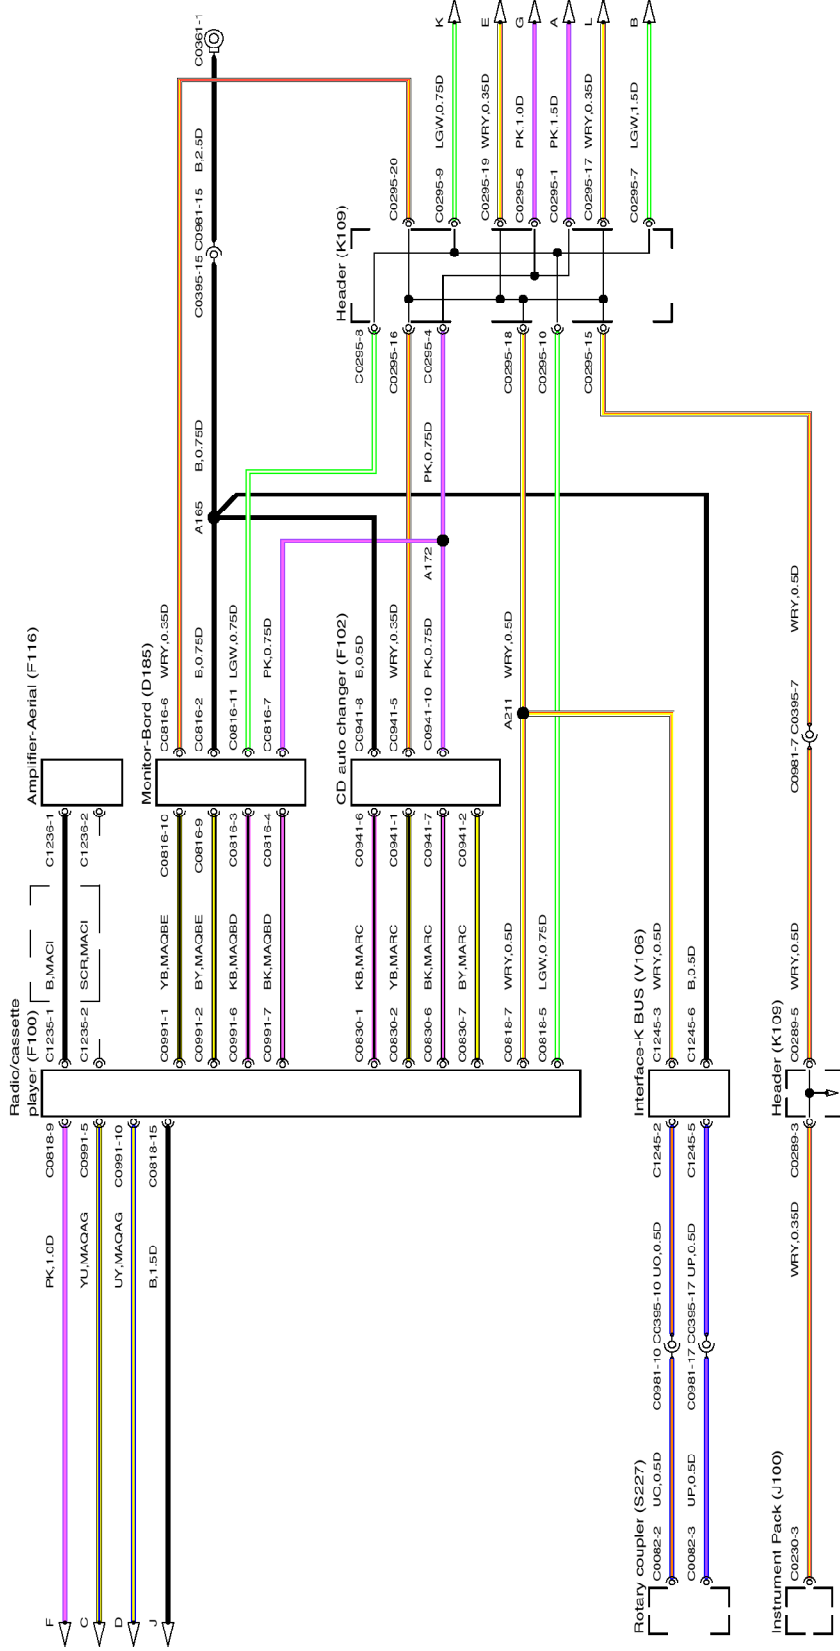 Radio/cassette
player (F100)
Amplifier-Aerial (F116)
C1235-1
B,MACI
C1236-1
C1235-2
SCR,MACI
C1236-2
Monitor-Bord (D185)
C0991-1
YB,MAQBE
C0816-10
C0991-2
BY,MAQBE
C0816-9
C0991-6
KB,MAQBD
C0816-3
C0991-7
BK,MAQBD
C0816-4
C0816-6
WRY,0.35D
C0816-2
B,0.75D
C0816-11
LGW,0.75D
C0816-7
PK,0.75D
A165
B,0.75D
C0395-15
C0981-15
B,2.5D
C0361-1
CD auto changer (F102)
C0830-1
KB,MARC
C0941-6
C0830-2
YB,MARC
C0941-1
C0830-6
BK,MARC
C0941-7
C0830-7
BY,MARC
C0941-2
C0941-8
B,0.5D
C0941-5
WRY,0.35D
C0941-10
PK,0.75D
A172
PK,0.75D
Header (K109)
C0295-8
C0295-16
C0295-4
C0295-18
C0295-10
C0295-15
C0295-20
C0295-9
LGW,0.75D
K
C0295-19
WRY,0.35D
E
C0295-6
PK,1.0D
G
C0295-1
PK,1.5D
A
C0295-17
WRY,0.35D
L
C0295-7
LGW,1.5D
B
C0818-7
WRY,0.5D
A211
WRY,0.5D
C0818-5
LGW,0.75D
F
PK,1.0D
C0818-9
C
YU,MAQAG
C0991-5
D
UY,MAQAG
C0991-10
J
B,1.5D
C0818-15
Interface-K BUS (V106)
C1245-3
WRY,0.5D
C1245-6
B,0.5D
Rotary coupler (S227)
C0082-2
UO,0.5D
C0981-10
C0395-10
UO,0.5D
C1245-2
C0082-3
UP,0.5D
C0981-17
C0395-17
UP,0.5D
C1245-5
Instrument Pack (J100)
C0230-3
WRY,0.35D
C0289-3
Header (K109)
C0289-5
WRY,0.5D
C0981-7
C0395-7
WRY,0.5D